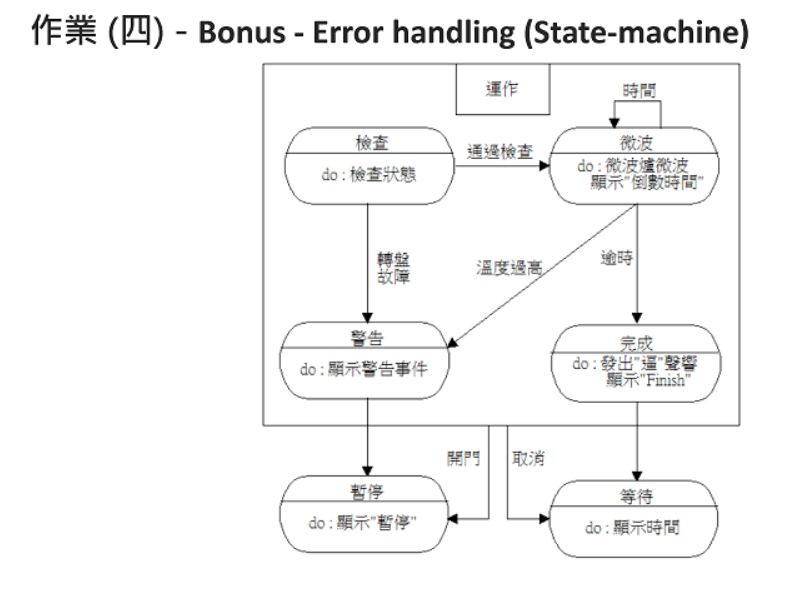 作業 (四) - Bonus - Error handling (State-machine)
運作
時間
檢查
do : 檢查狀態
通過檢查
微波
do : 微波爐微波
顯示"倒數時間"
轉盤
故障
溫度過高
逾時
警告
do : 顯示警告事件
完成
do : 發出"逼"聲響
顯示"Finish"
開門
取消
暫停
do : 顯示"暫停"
等待
do : 顯示時間